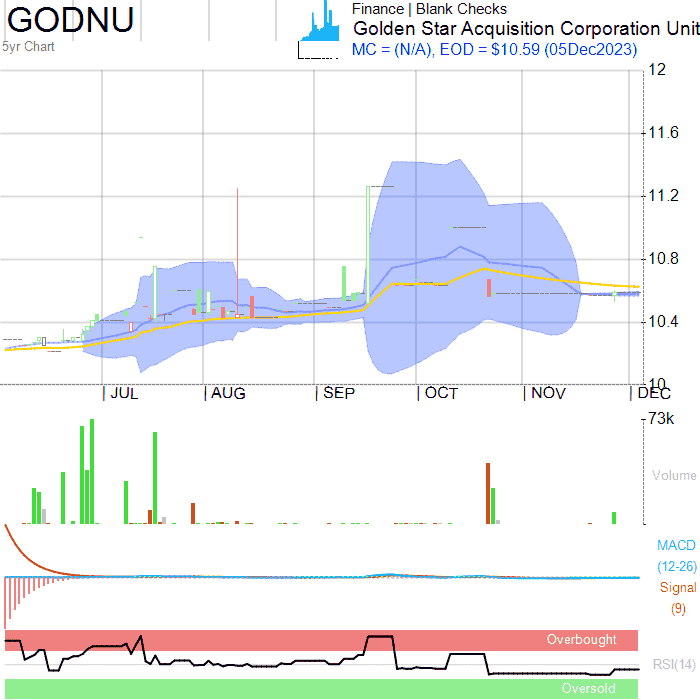 GODNU
5yr Chart
Finance | Blank Checks
Golden Star Acquisition Corporation Unit
MC = (N/A), EOD = $10.59 (05Dec2023)
12
11.6
11.2
10.8
10.4
10
JUL AUG SEP OCT NOV DEC
73k
Volume
MACD
(12-26)
Signal
(9)
Overbought
RSI(14)
Oversold